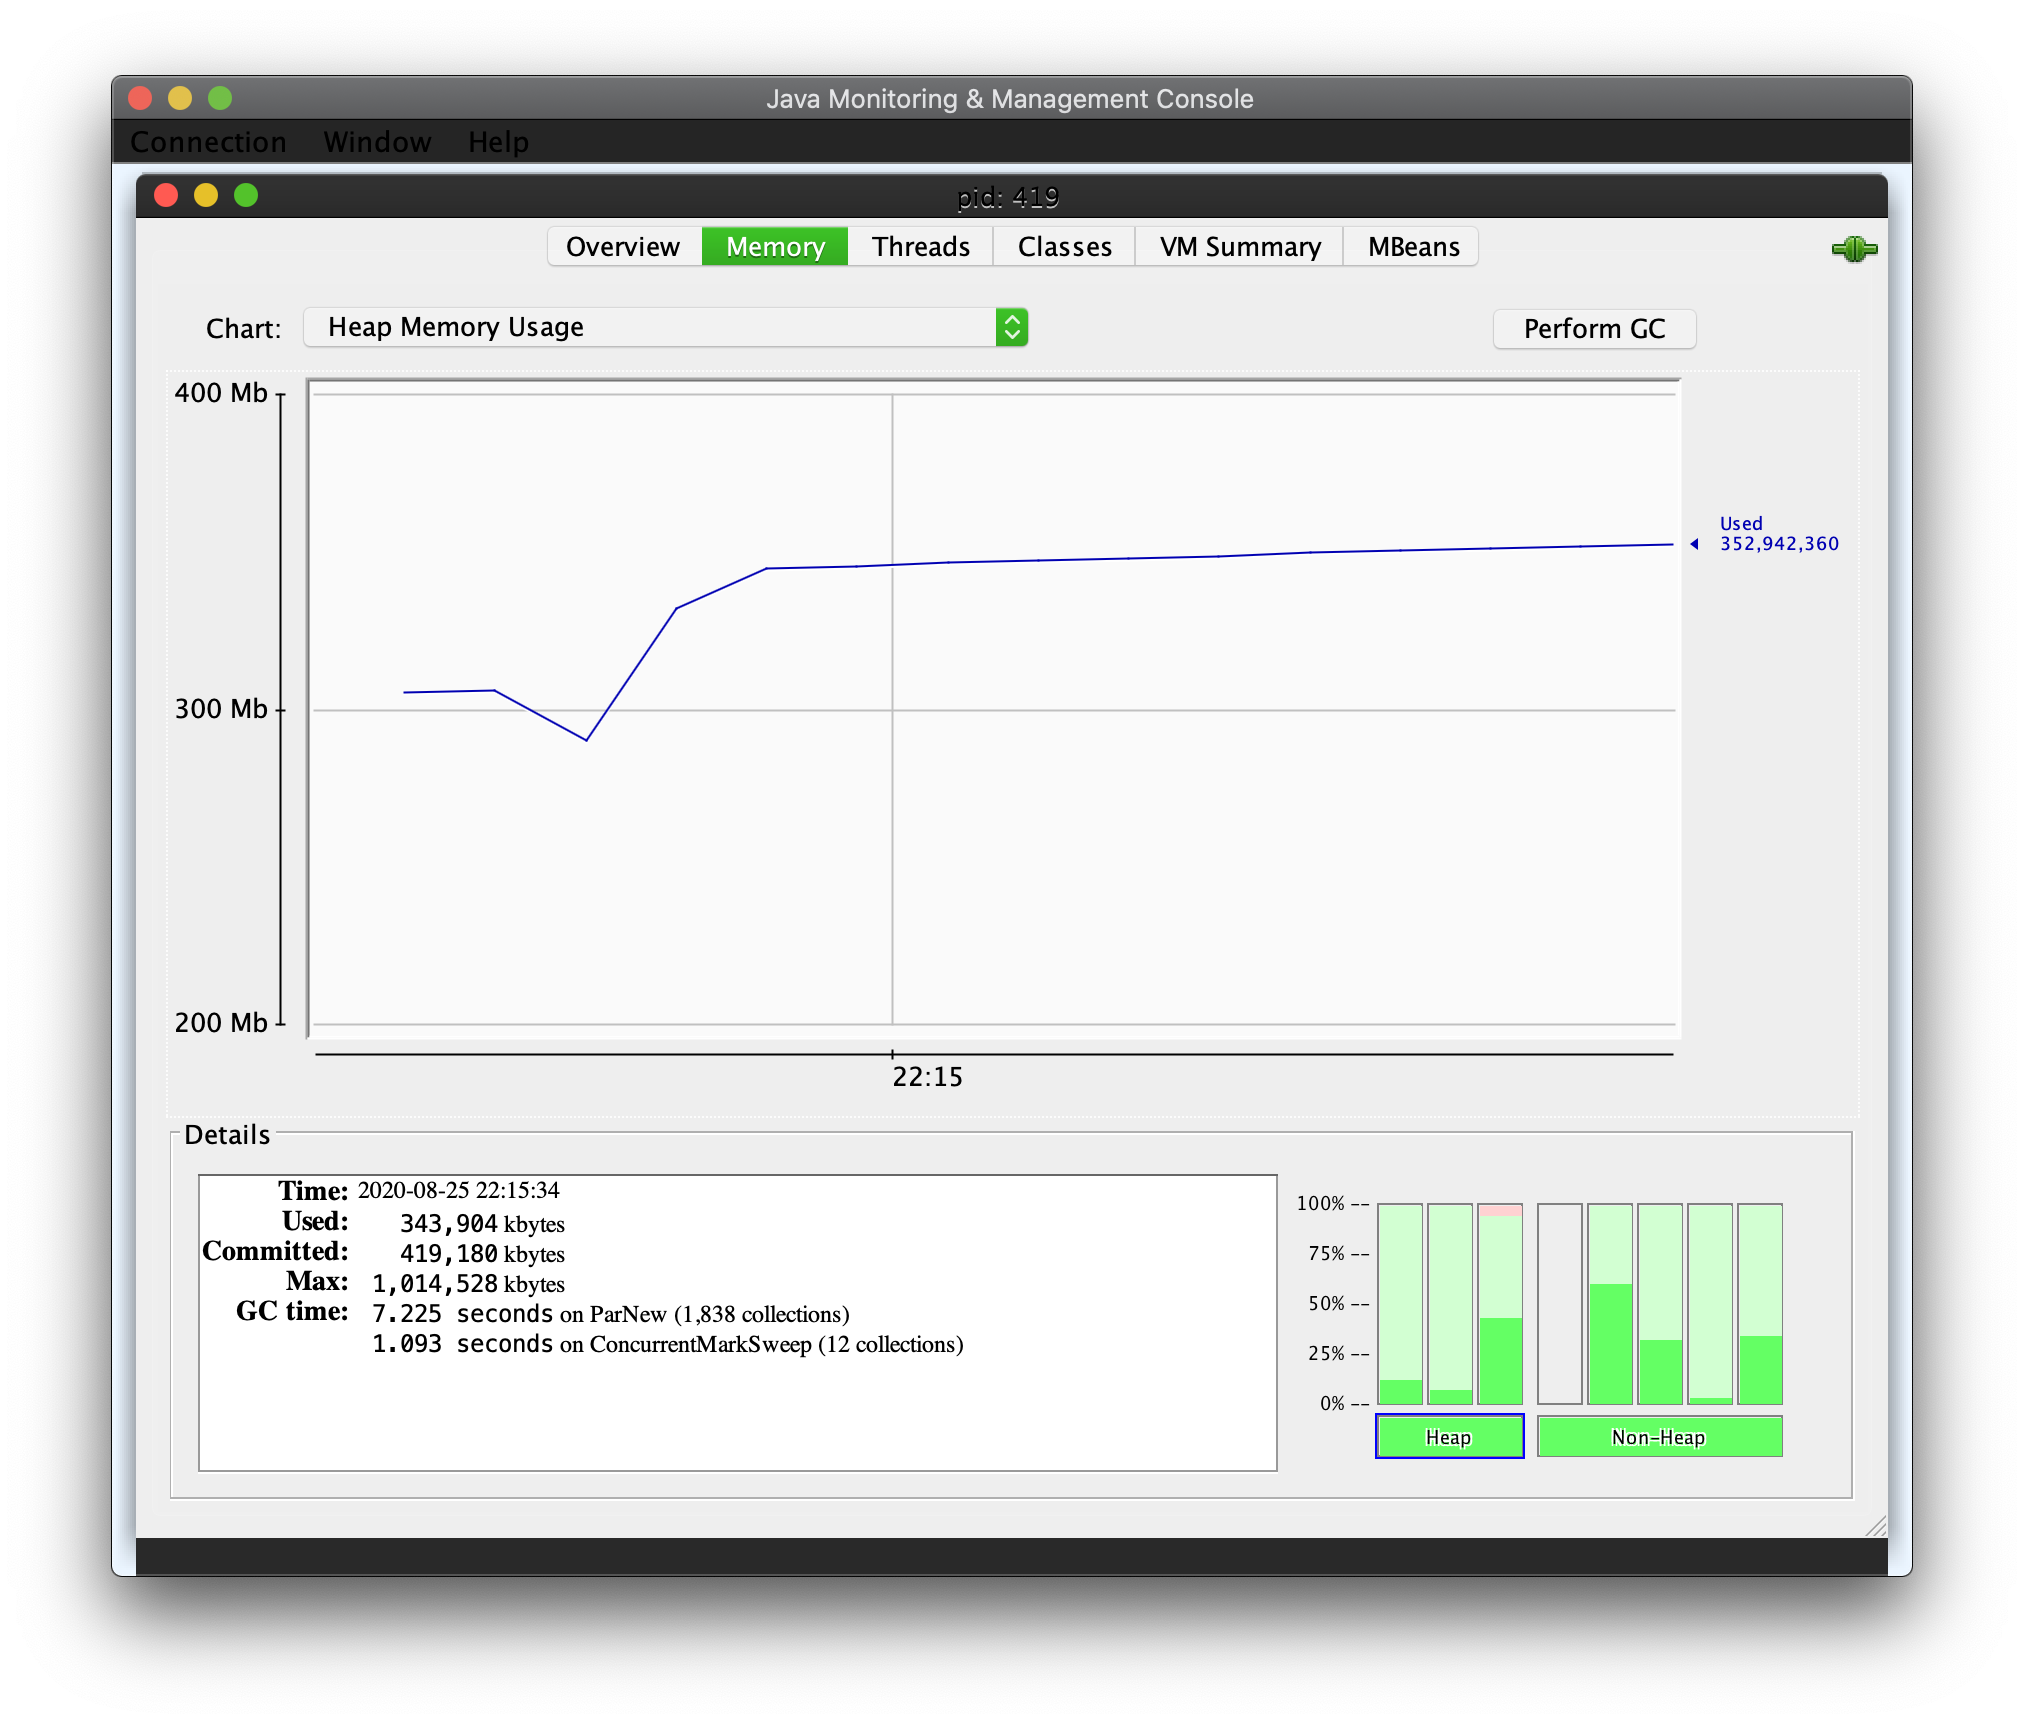 Java Monitoring & Management Console
Connection Window Help
pid: 419
Overview Memory Threads Classes VM Summary MBeans
Chart: Heap Memory Usage Perform GC
400 Mb
Used
352,942,360
300 Mb
200 Mb
22:15
Details
Time: 2020-08-25 22:15:34
Used: 343,904 kbytes
Committed: 419,180 kbytes
Max: 1,014,528 kbytes
GC time: 7.225 seconds on ParNew (1,838 collections)
1.093 seconds on ConcurrentMarkSweep (12 collections)
100% --
75% --
50% --
25% --
0% --
Heap Non-Heap